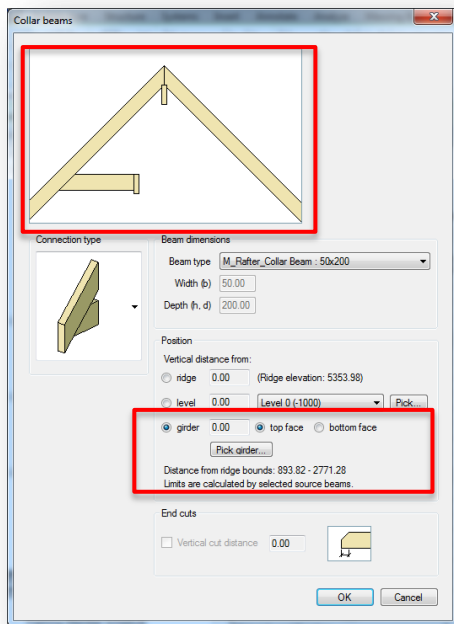 Collar beams
Connection type
Beam dimensions
Beam type M_Rafter_Collar Beam : 50x200
Width (b) 50.00
Depth (h, d) 200.00
Position
Vertical distance from:
ridge 0.00 (Ridge elevation: 5353.98)
level 0.00 Level 0 (-1000) Pick...
girder 0.00 top face bottom face
Pick girder...
Distance from ridge bounds: 893.82 - 2771.28
Limits are calculated by selected source beams.
End cuts
Vertical cut distance 0.00
OK Cancel